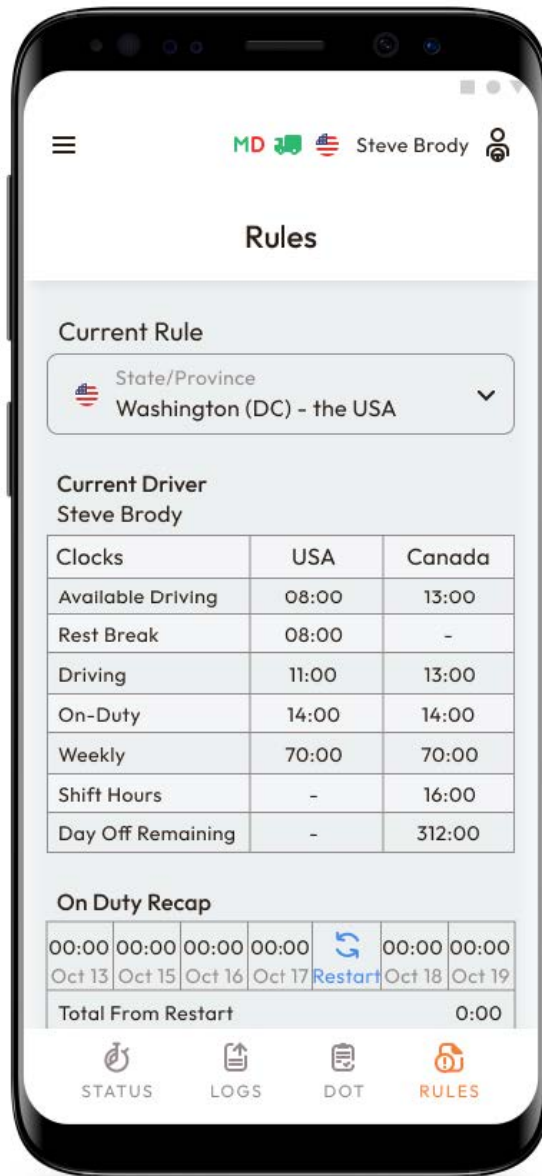 MD Steve Brody
Rules
Current Rule
State/Province
Washington (DC) - the USA
Current Driver
Steve Brody
Clocks USA Canada
Available Driving 08:00 13:00
Rest Break 08:00 -
Driving 11:00 13:00
On-Duty 14:00 14:00
Weekly 70:00 70:00
Shift Hours - 16:00
Day Off Remaining - 312:00
On Duty Recap
00:00 00:00 00:00 00:00 00:00 00:00
Oct 13 Oct 15 Oct 16 Oct 17 Restart Oct 18 Oct 19
Total From Restart 0:00
STATUS LOGS DOT RULES